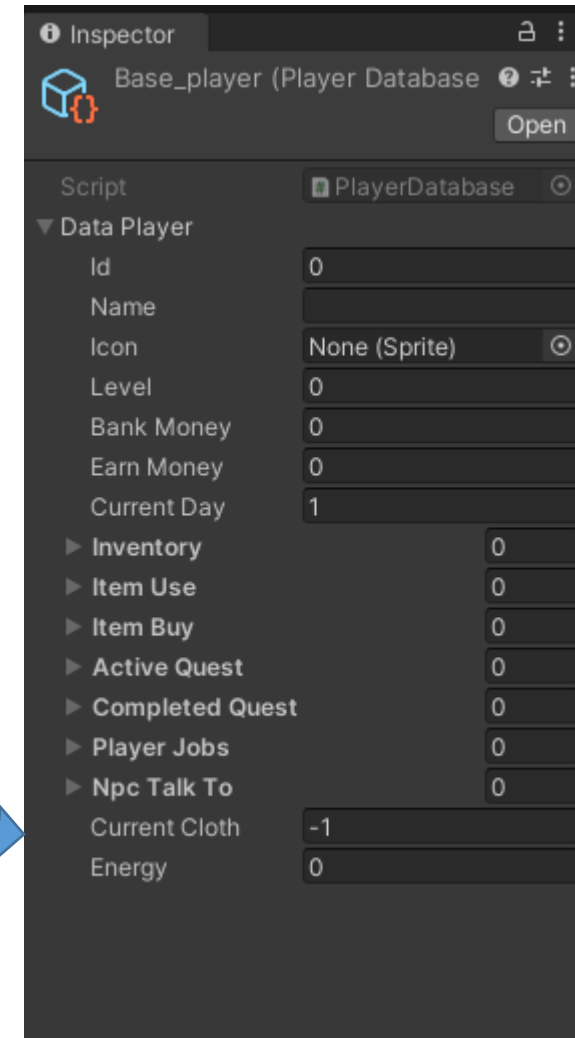 Inspector
Base_player (Player Database
Open
Script PlayerDatabase
Data Player
Id 0
Name
Icon None (Sprite)
Level 0
Bank Money 0
Earn Money 0
Current Day 1
Inventory 0
Item Use 0
Item Buy 0
Active Quest 0
Completed Quest 0
Player Jobs 0
Npc Talk To 0
Current Cloth -1
Energy 0